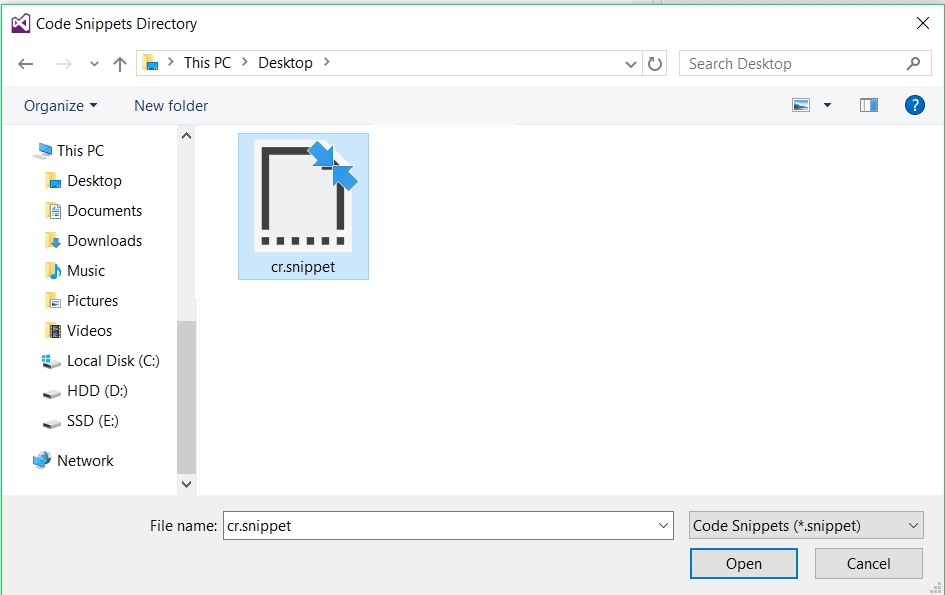 Code Snippets Directory
This PC Desktop
Search Desktop
Organize New folder
?
This PC
Desktop
Documents
Downloads
Music
Pictures
Videos
Local Disk (C:)
HDD (D:)
SSD (E:)
Network
cr.snippet
File name: cr.snippet
Code Snippets (*.snippet)
Open Cancel